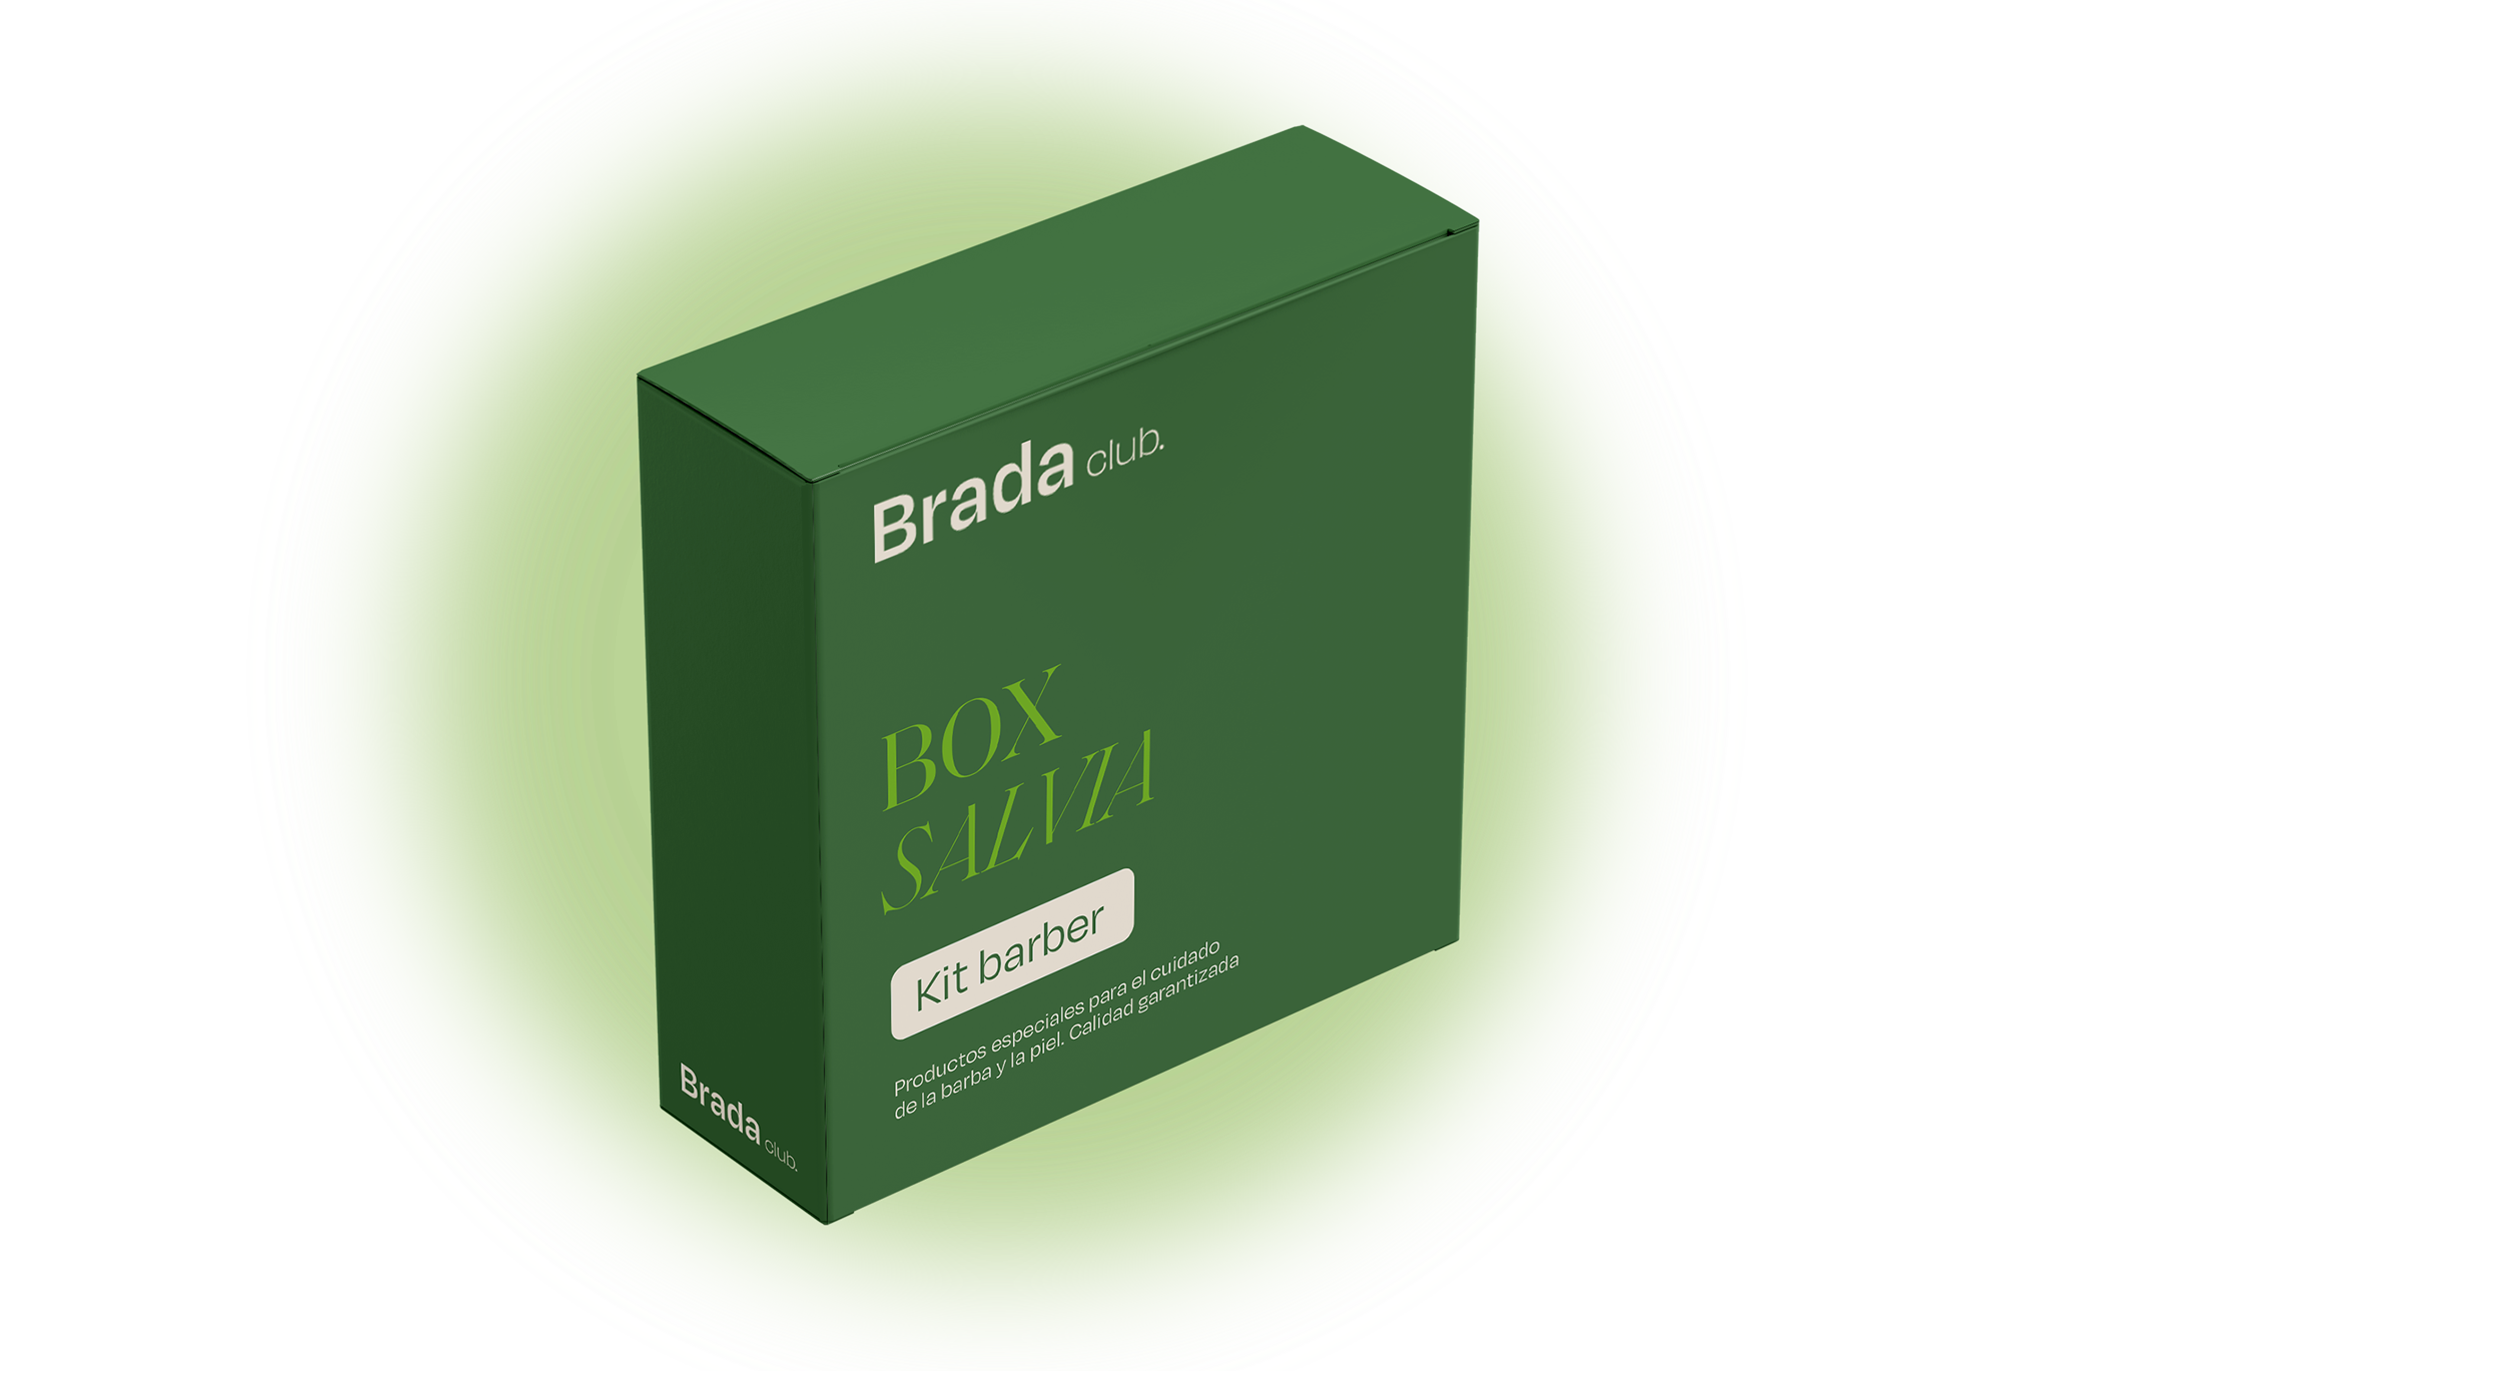 Brada club.
BOX
SALVIA
Kit barber
Productos especiales para el cuidado
de la barba y la piel. Calidad garantizada
Brada club.